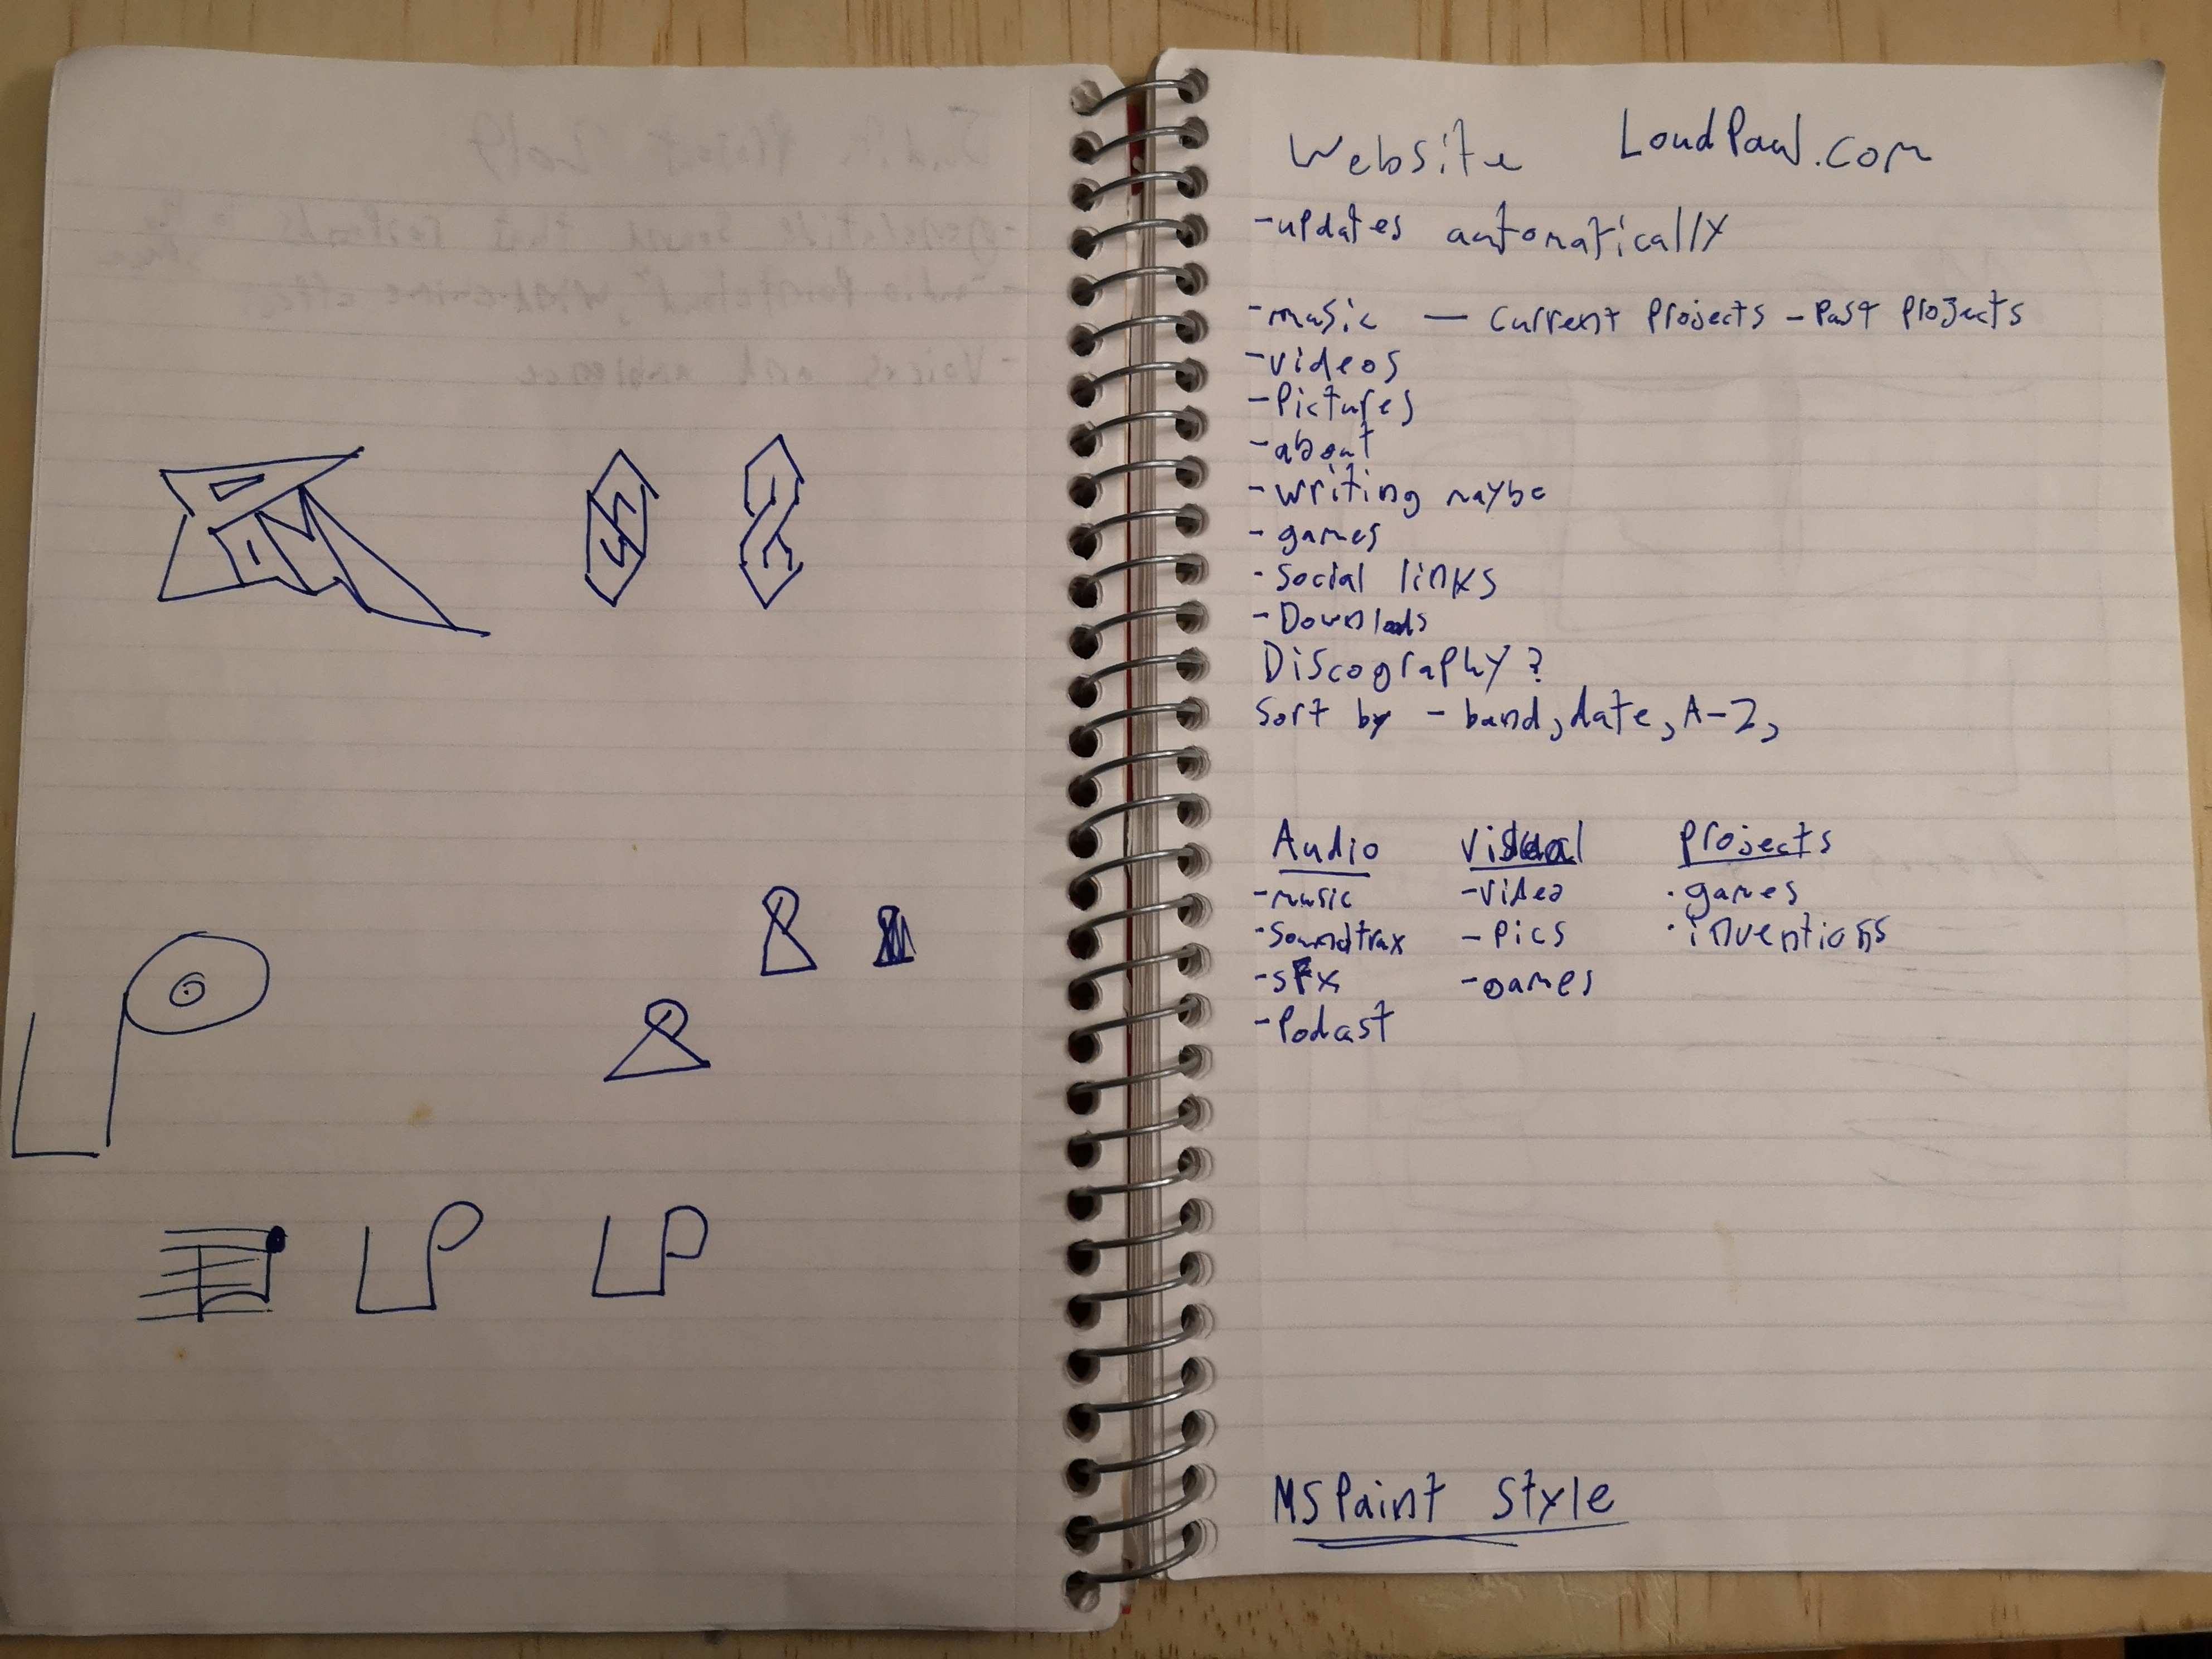 PAW
LP
LP
LP
Website LoudPaw.com
-updates automatically
-music — Current Projects - Past Projects
-videos
-Pictures
-about
-writing maybe
- games
- Social links
- Downloads
Discography?
Sort by - band, date, A-Z,
Audio Visual Projects
-music -video · games
-Soundtrax - Pics · inventions
-sFx -games
-Podcast
MSPaint Style